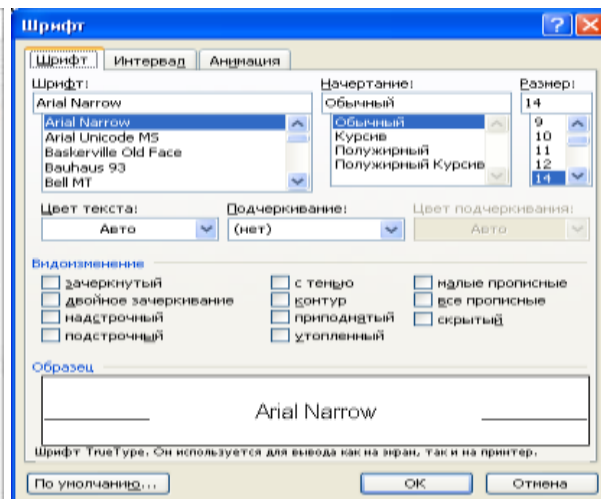 Шрифт
Шрифт Интервал Анимация
Шрифт: Начертание: Размер:
Arial Narrow Обычный 14
Arial Narrow Обычный 9
Arial Unicode MS Курсив 10
Baskerville Old Face Полужирный 11
Bauhaus 93 Полужирный Курсив 12
Bell MT 14
Цвет текста: Подчеркивание: Цвет подчеркивания:
Авто (нет) Авто
Видоизменение
зачеркнутый с тенью малые прописные
двойное зачеркивание контур все прописные
надстрочный приподнятый скрытый
подстрочный утопленный
Образец
Arial Narrow
Шрифт TrueType. Он используется для вывода как на экран, так и на принтер.
По умолчанию... ОК Отмена